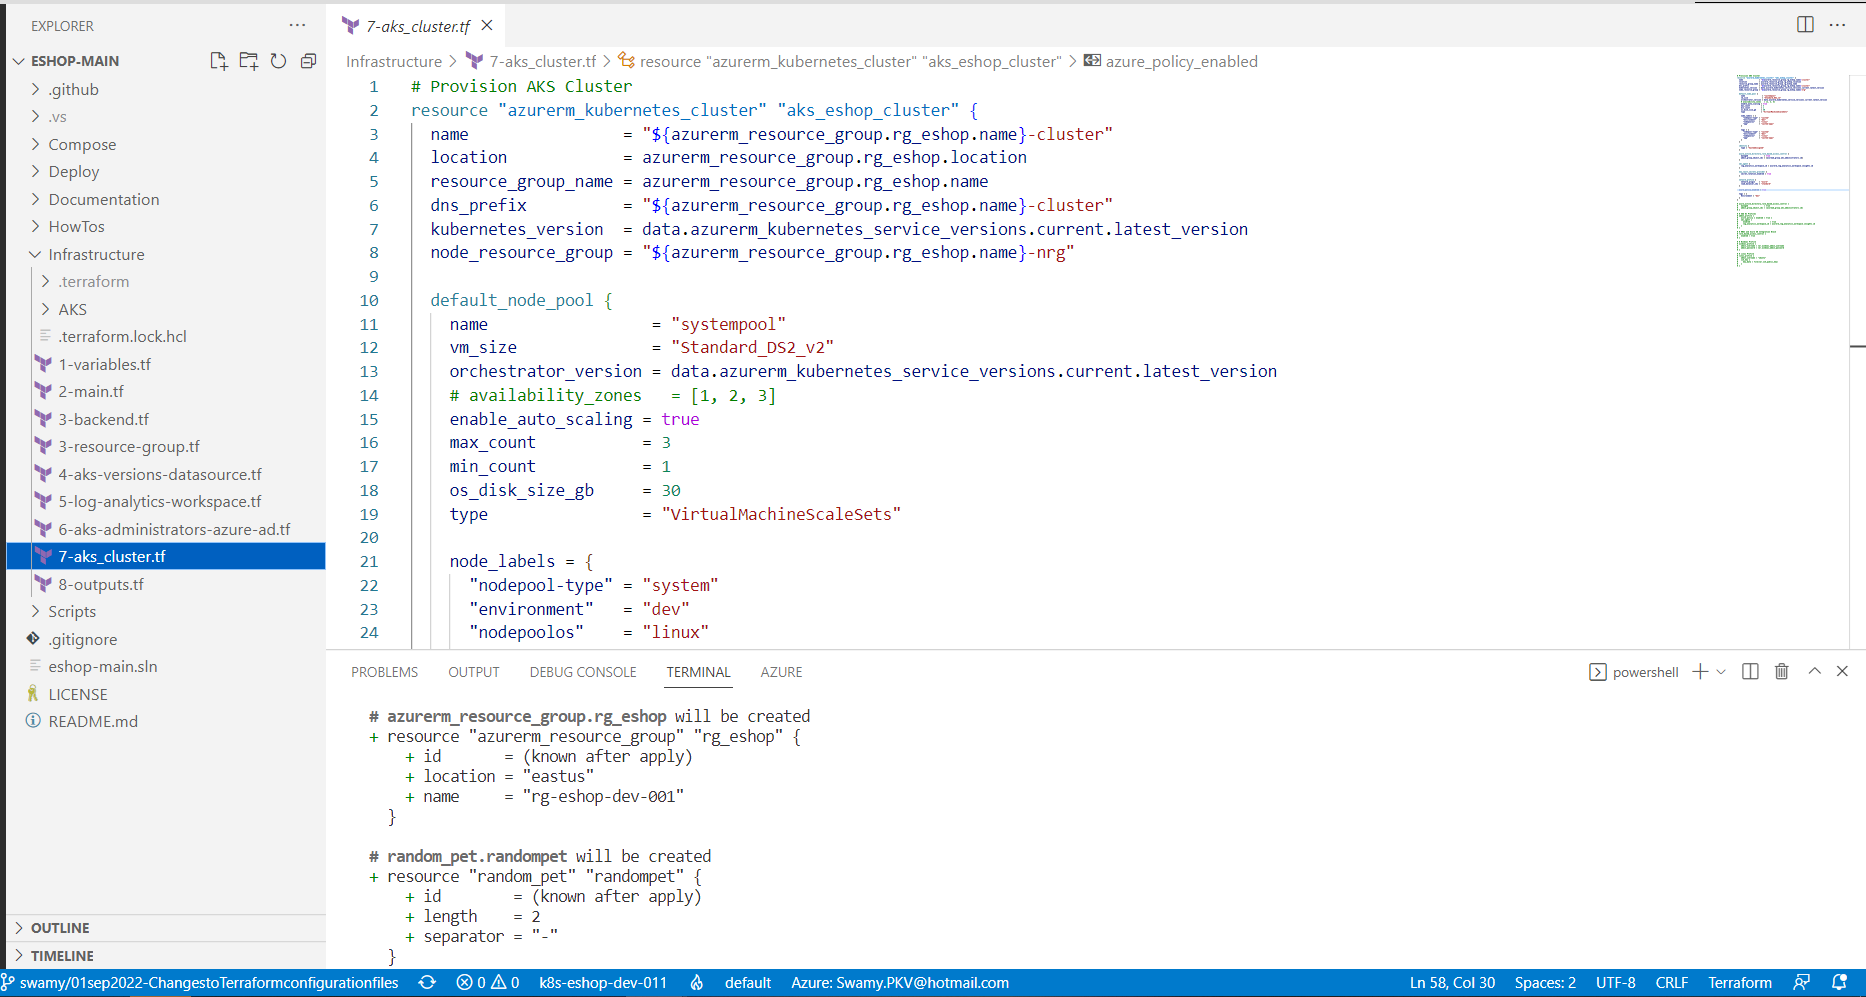 EXPLORER
ESHOP-MAIN
.github
.vs
Compose
Deploy
Documentation
HowTos
Infrastructure
.terraform
AKS
.terraform.lock.hcl
1-variables.tf
2-main.tf
3-backend.tf
3-resource-group.tf
4-aks-versions-datasource.tf
5-log-analytics-workspace.tf
6-aks-administrators-azure-ad.tf
7-aks_cluster.tf
8-outputs.tf
Scripts
.gitignore
eshop-main.sln
LICENSE
README.md
OUTLINE
TIMELINE
7-aks_cluster.tf
Infrastructure > 7-aks_cluster.tf > resource "azurerm_kubernetes_cluster" "aks_eshop_cluster" > azure_policy_enabled
1 # Provision AKS Cluster
2 resource "azurerm_kubernetes_cluster" "aks_eshop_cluster" {
3 name = "${azurerm_resource_group.rg_eshop.name}-cluster"
4 location = azurerm_resource_group.rg_eshop.location
5 resource_group_name = azurerm_resource_group.rg_eshop.name
6 dns_prefix = "${azurerm_resource_group.rg_eshop.name}-cluster"
7 kubernetes_version = data.azurerm_kubernetes_service_versions.current.latest_version
8 node_resource_group = "${azurerm_resource_group.rg_eshop.name}-nrg"
9
10 default_node_pool {
11 name = "systempool"
12 vm_size = "Standard_DS2_v2"
13 orchestrator_version = data.azurerm_kubernetes_service_versions.current.latest_version
14 # availability_zones = [1, 2, 3]
15 enable_auto_scaling = true
16 max_count = 3
17 min_count = 1
18 os_disk_size_gb = 30
19 type = "VirtualMachineScaleSets"
20
21 node_labels = {
22 "nodepool-type" = "system"
23 "environment" = "dev"
24 "nodepoolos" = "linux"
PROBLEMS OUTPUT DEBUG CONSOLE TERMINAL AZURE powershell
# azurerm_resource_group.rg_eshop will be created
+ resource "azurerm_resource_group" "rg_eshop" {
+ id = (known after apply)
+ location = "eastus"
+ name = "rg-eshop-dev-001"
}
# random_pet.randompet will be created
+ resource "random_pet" "randompet" {
+ id = (known after apply)
+ length = 2
+ separator = "-"
}
swamy/01sep2022-ChangestoTerraformconfigurationfiles 0 0 k8s-eshop-dev-011 default Azure: Swamy.PKV@hotmail.com Ln 58, Col 30 Spaces: 2 UTF-8 CRLF Terraform